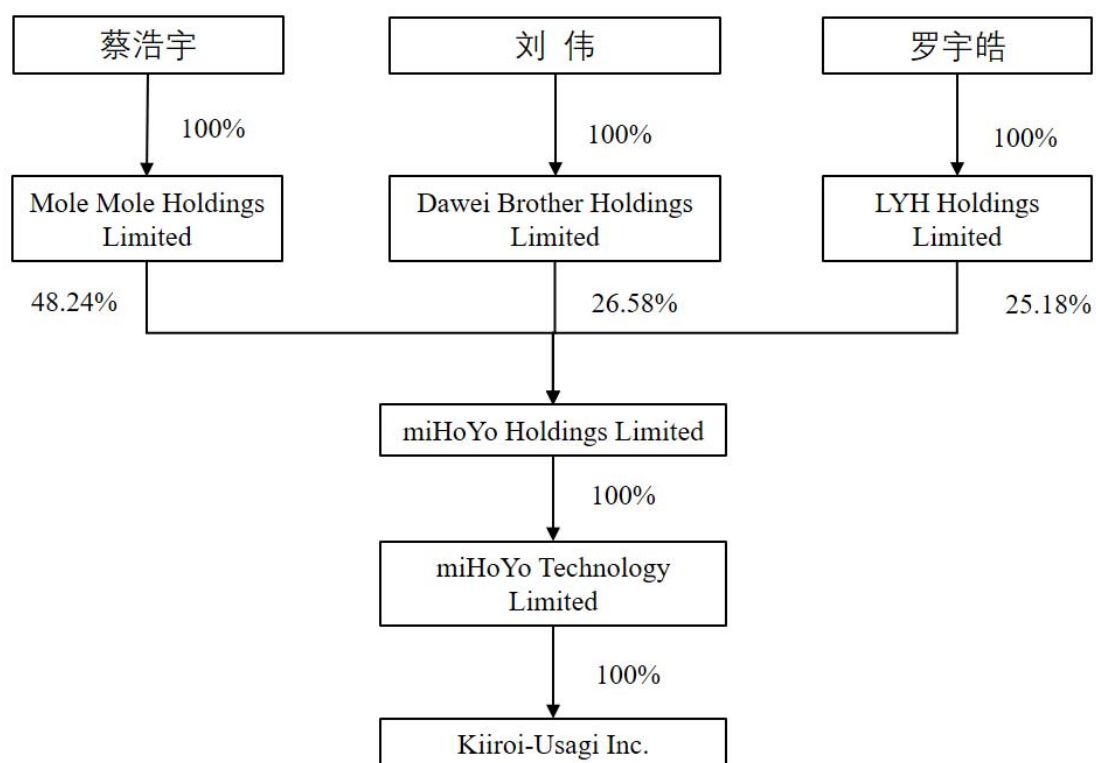 蔡浩宇
刘 伟
罗宇皓
100%
100%
100%
Mole Mole Holdings
Limited
Dawei Brother Holdings
Limited
LYH Holdings
Limited
48.24%
26.58%
25.18%
miHoYo Holdings Limited
100%
miHoYo Technology
Limited
100%
Kiiroi-Usagi Inc.